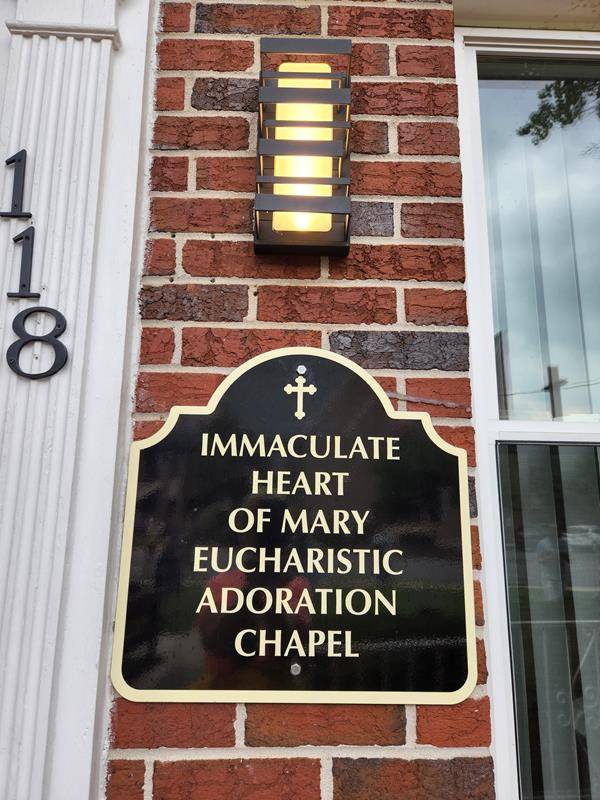 118
IMMACULATE
HEART
OF MARY
EUCHARISTIC
ADORATION
CHAPEL